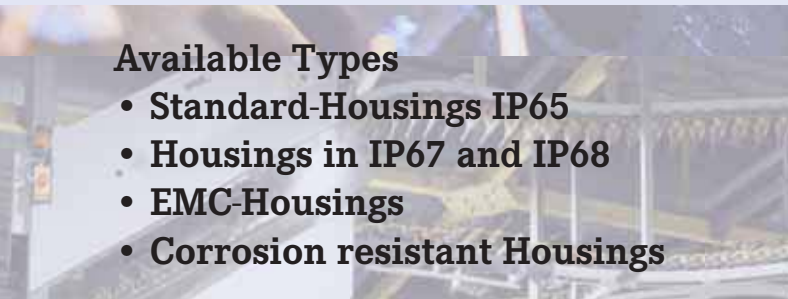 Available Types
• Standard-Housings IP65
• Housings in IP67 and IP68
• EMC-Housings
• Corrosion resistant Housings